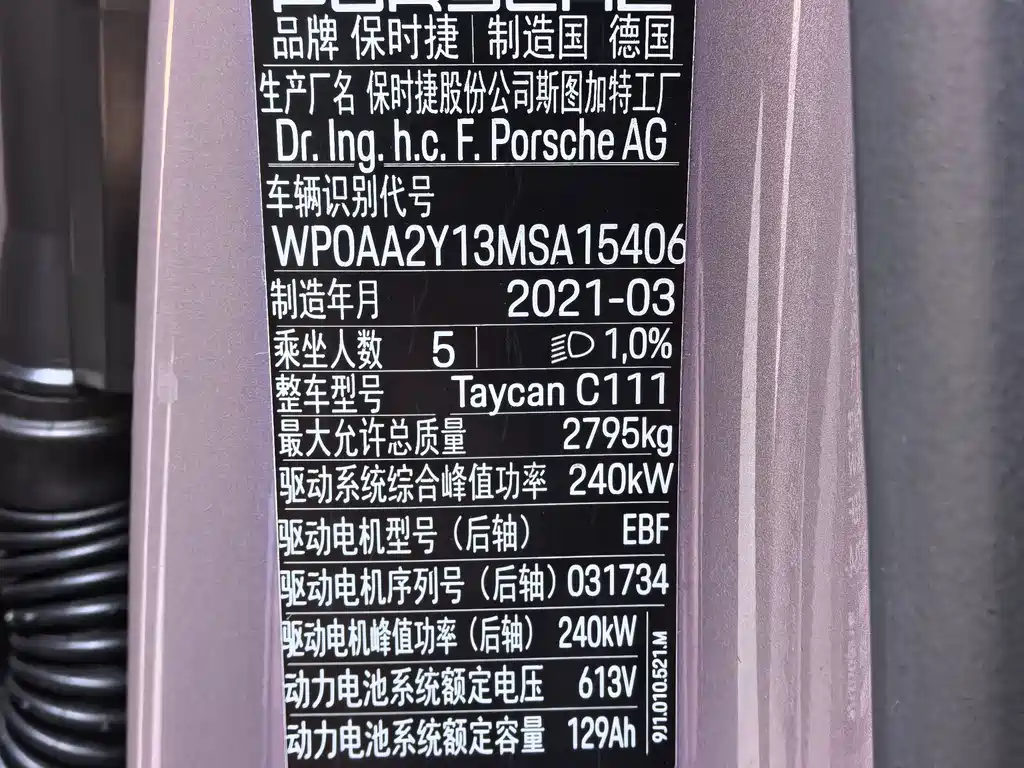 PORSCHE
品牌 保时捷 制造国 德国
生产厂名 保时捷股份公司斯图加特工厂
Dr. Ing. h.c. F. Porsche AG
车辆识别代号
WP0AA2Y13MSA15406
制造年月 2021-03
乘坐人数 5 1,0%
整车型号 Taycan C111
最大允许总质量 2795kg
驱动系统综合峰值功率 240kW
驱动电机型号（后轴） EBF
驱动电机序列号（后轴） 031734
驱动电机峰值功率（后轴） 240kW
动力电池系统额定电压 613V
动力电池系统额定容量 129Ah
9J1.010.521.M